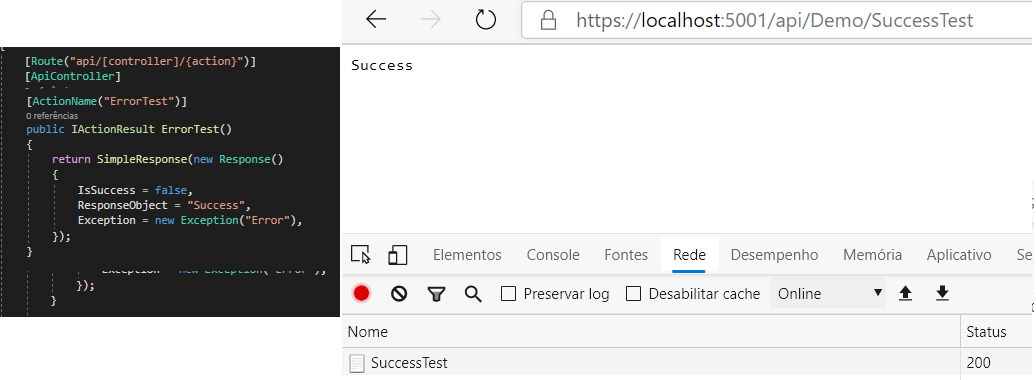 [Route("api/[controller]/{action}")]
[ApiController]
[ActionName("ErrorTest")]
0 referências
public IActionResult ErrorTest()
{
return SimpleResponse(new Response()
{
IsSuccess = false,
ResponseObject = "Success",
Exception = new Exception("Error"),
});
}
Exception = new Exception("Error"),
});
}
https://localhost:5001/api/Demo/SuccessTest
Success
Elementos Console Fontes Rede Desempenho Memória Aplicativo Se
Preservar log Desabilitar cache Online
Nome Status
SuccessTest 200